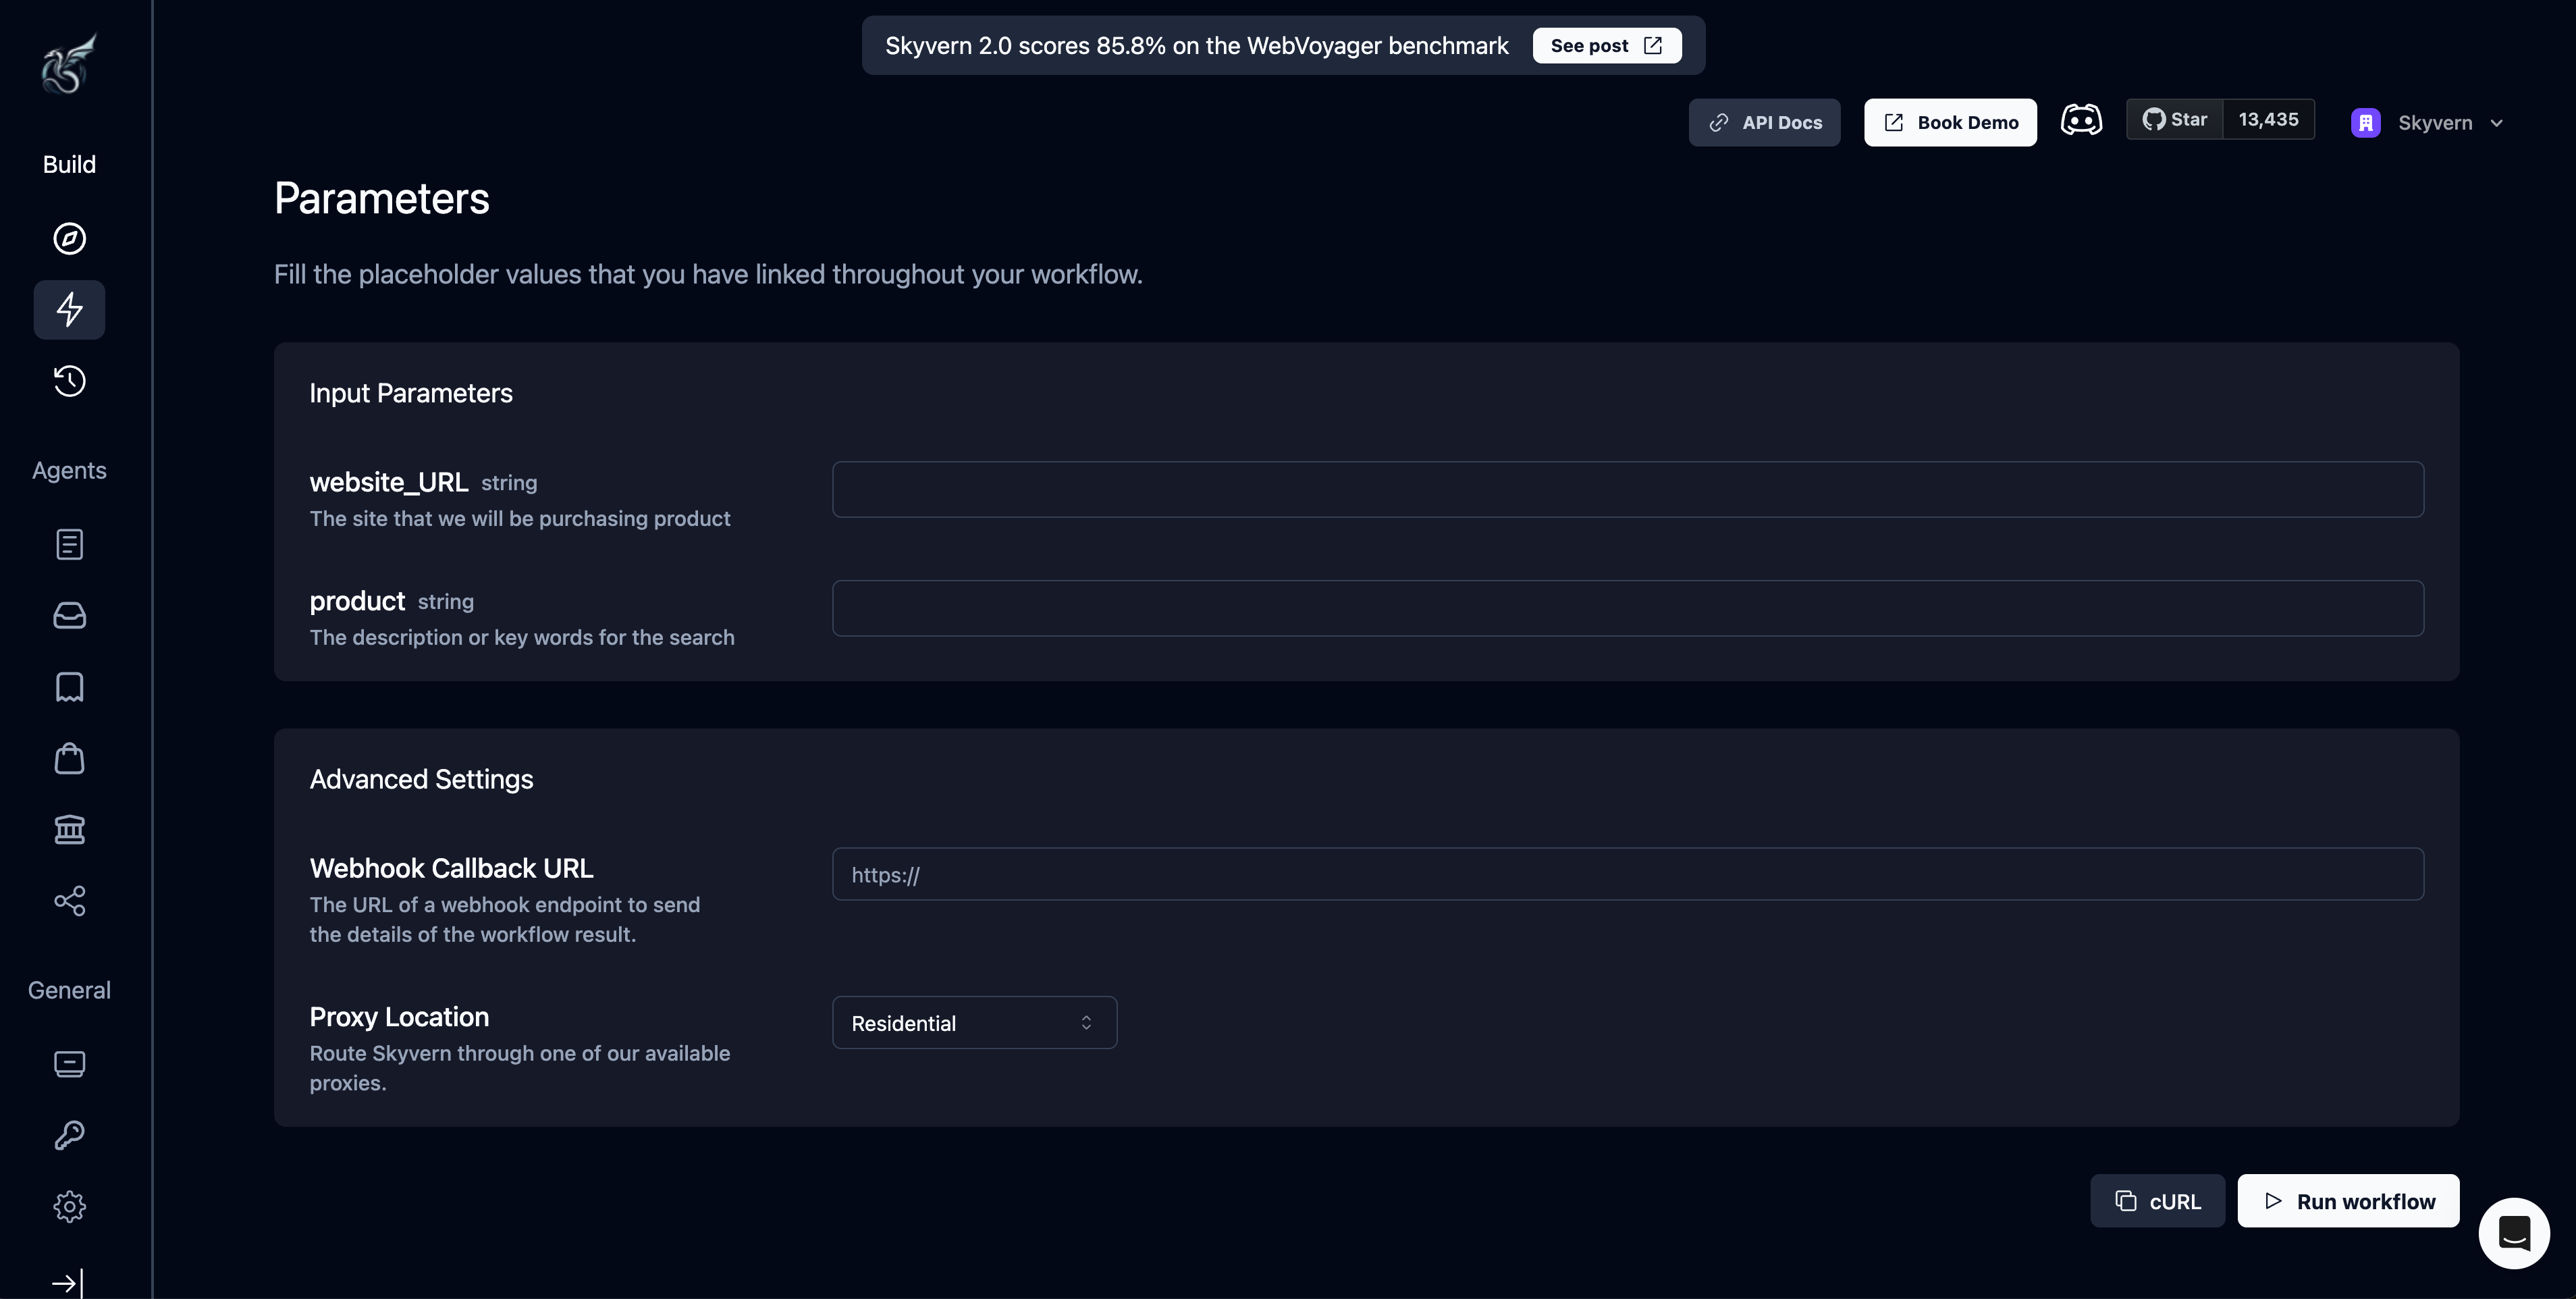 Skyvern 2.0 scores 85.8% on the WebVoyager benchmark
See post
API Docs
Book Demo
Star
13,435
Skyvern
Build
Agents
General
Parameters
Fill the placeholder values that you have linked throughout your workflow.
Input Parameters
website_URL string
The site that we will be purchasing product
product string
The description or key words for the search
Advanced Settings
Webhook Callback URL
https://
The URL of a webhook endpoint to send
the details of the workflow result.
Proxy Location
Residential
Route Skyvern through one of our available
proxies.
cURL
Run workflow